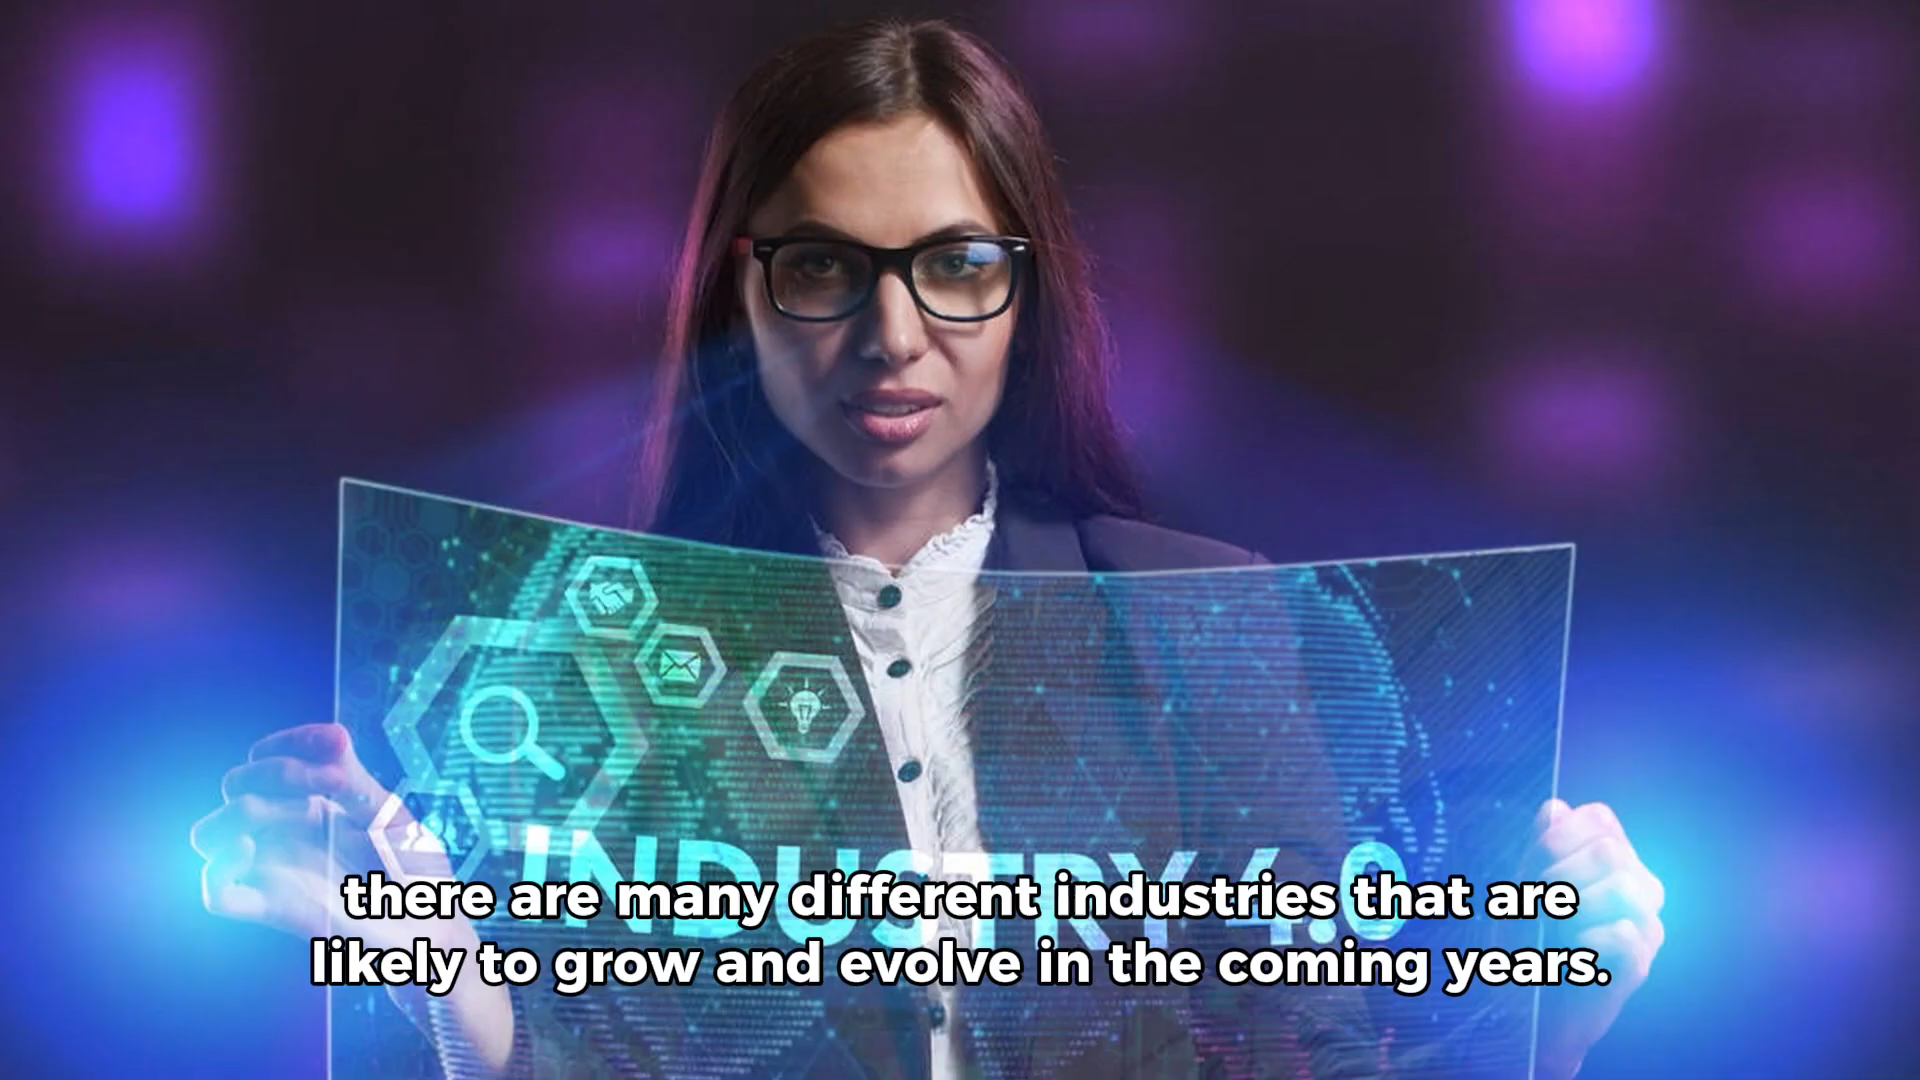 INDUSTRY 4.0
there are many different industries that are
likely to grow and evolve in the coming years.